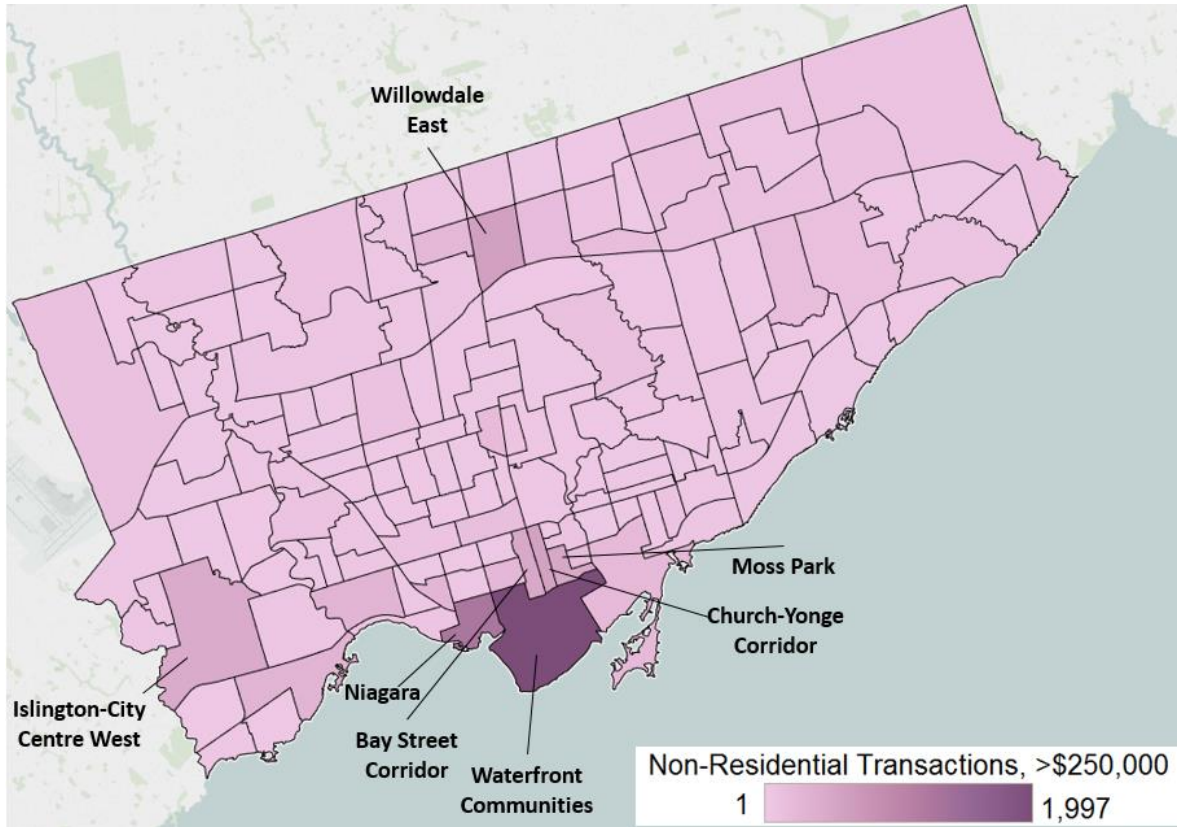 Willowdale
East
Moss Park
Church-Yonge
Corridor
Niagara
Islington-City
Centre West
Bay Street
Corridor
Waterfront
Communities
Non-Residential Transactions, >$250,000
1
1,997